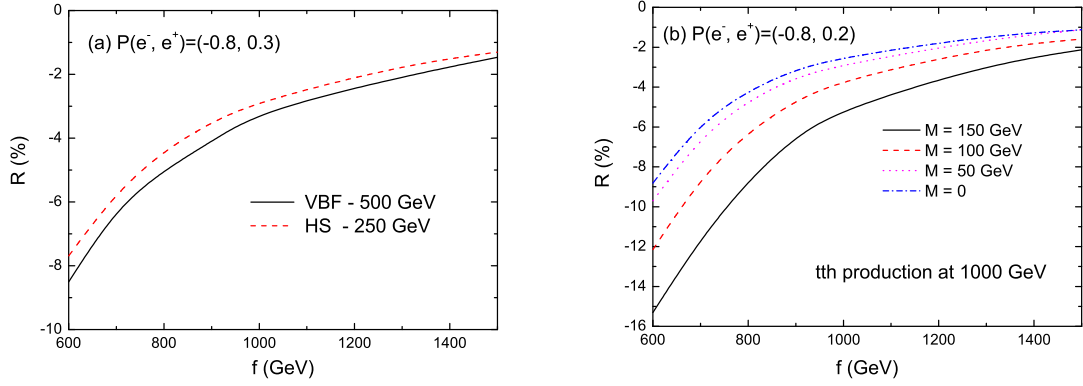 (a) P(e⁻, e⁺)=(-0.8, 0.3)
R (%)
0
-2
-4
-6
-8
-10
VBF - 500 GeV
HS - 250 GeV
600 800 1000 1200 1400
f (GeV)
(b) P(e⁻, e⁺)=(-0.8, 0.2)
R (%)
0
-2
-4
-6
-8
-10
-12
-14
-16
M = 150 GeV
M = 100 GeV
M = 50 GeV
M = 0
tth production at 1000 GeV
600 800 1000 1200 1400
f (GeV)